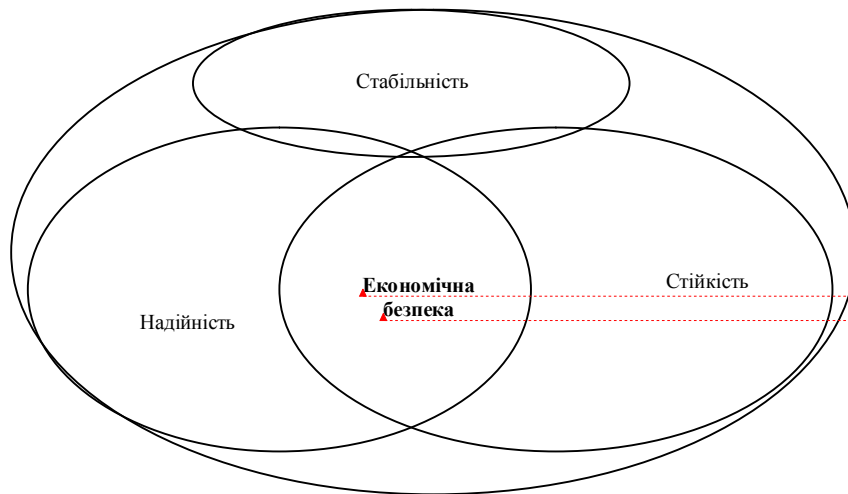 Стабільність
Економічна
безпека
Стійкість
Надійність